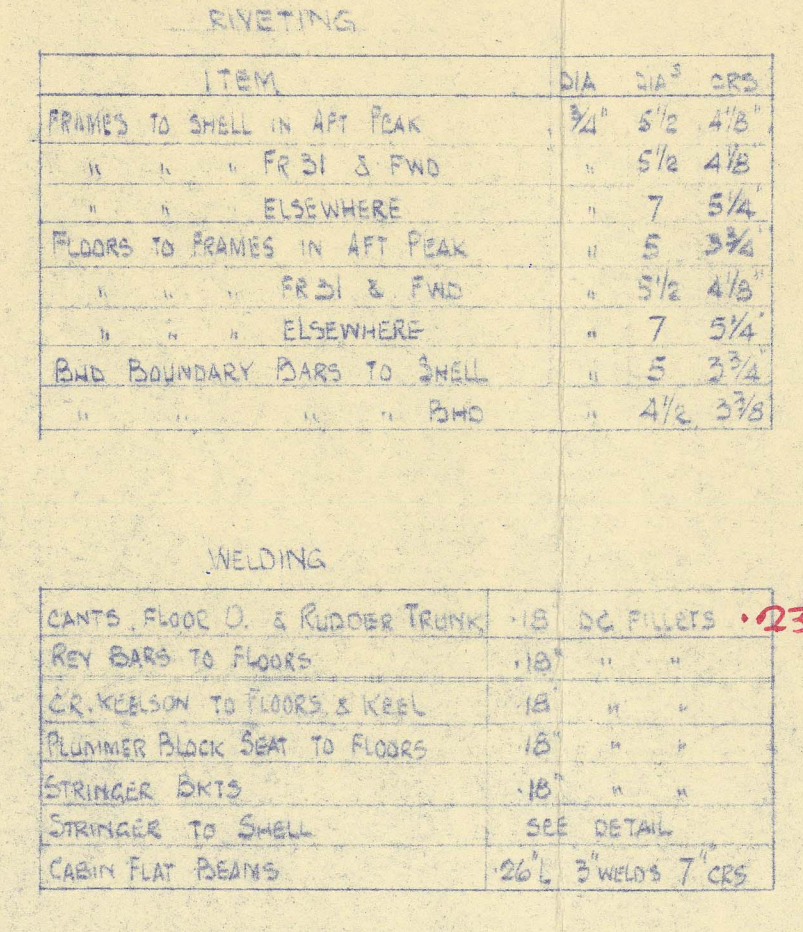 RIVETING
ITEM DIA DIAS CRS
FRAMES TO SHELL IN AFT PEAK 3/4" 5 1/2 4 1/8"
" " " FR 31 & FWD " 5 1/2 4 1/8"
" " " ELSEWHERE " 7 5 1/4"
FLOORS TO FRAMES IN AFT PEAK " 5 3 3/4"
" " " FR 31 & FWD " 5 1/2 4 1/8"
" " " ELSEWHERE " 7 5 1/4"
BHD BOUNDARY BARS TO SHELL " 5 3 3/4"
" " " " BHD " 4 1/2 3 3/8
WELDING
CANTS, FLOOR O. & RUDDER TRUNK ·18" DC FILLETS ·23
REV BARS TO FLOORS ·18" " "
CR. KEELSON TO FLOORS & KEEL ·18" " "
PLUMMER BLOCK SEAT TO FLOORS ·18" " "
STRINGER BKTS ·18" " "
STRINGER TO SHELL SEE DETAIL
CABIN FLAT BEAMS ·26"L 3" WELDS 7" CRS